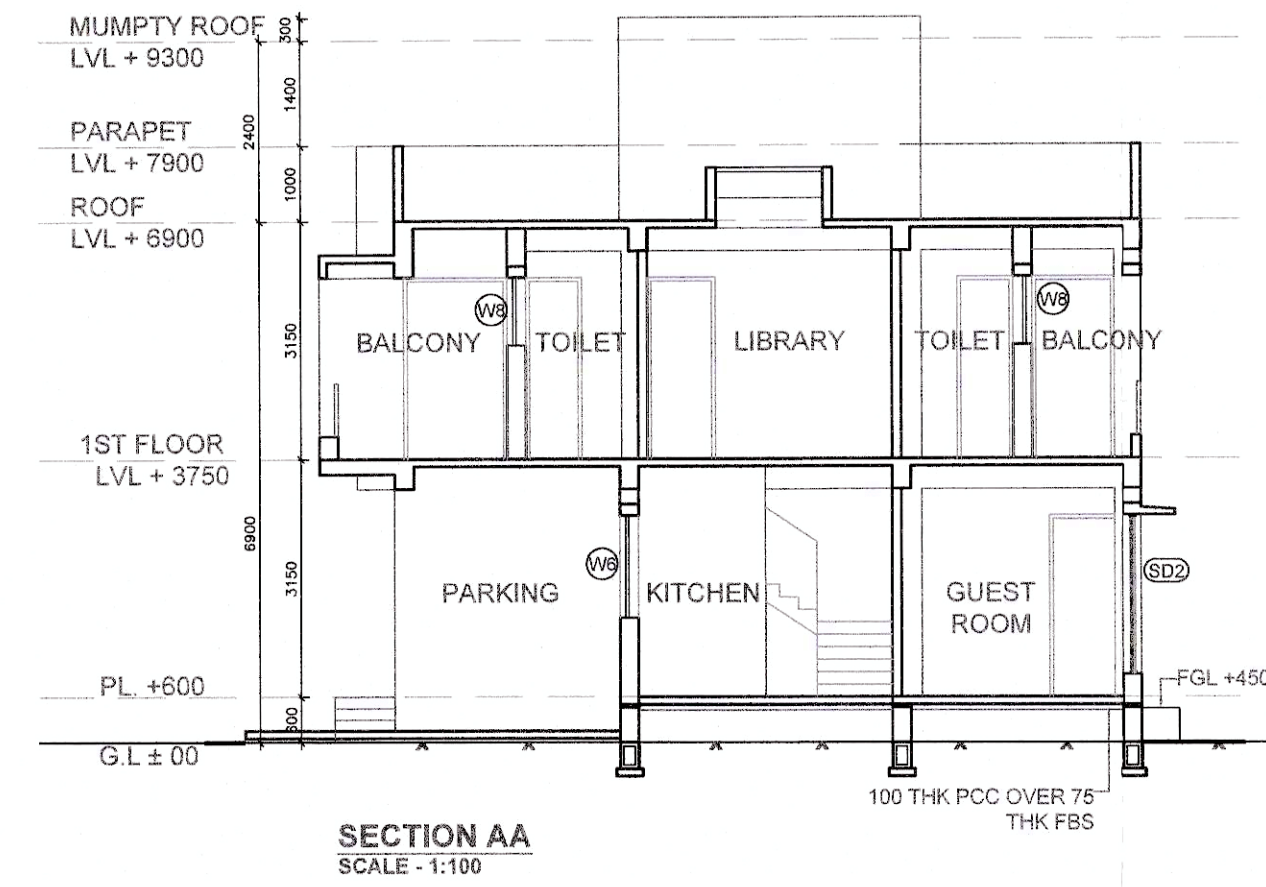 MUMPTY ROOF
LVL + 9300
300
1400
2400
PARAPET
LVL + 7900
1000
ROOF
LVL + 6900
W8
W8
BALCONY
TOILET
LIBRARY
TOILET
BALCONY
3150
1ST FLOOR
LVL + 3750
6900
3150
W6
SD2
PARKING
KITCHEN
GUEST
ROOM
PL. +600
FGL +450
G.L ± 00
100 THK PCC OVER 75
THK FBS
SECTION AA
SCALE - 1:100